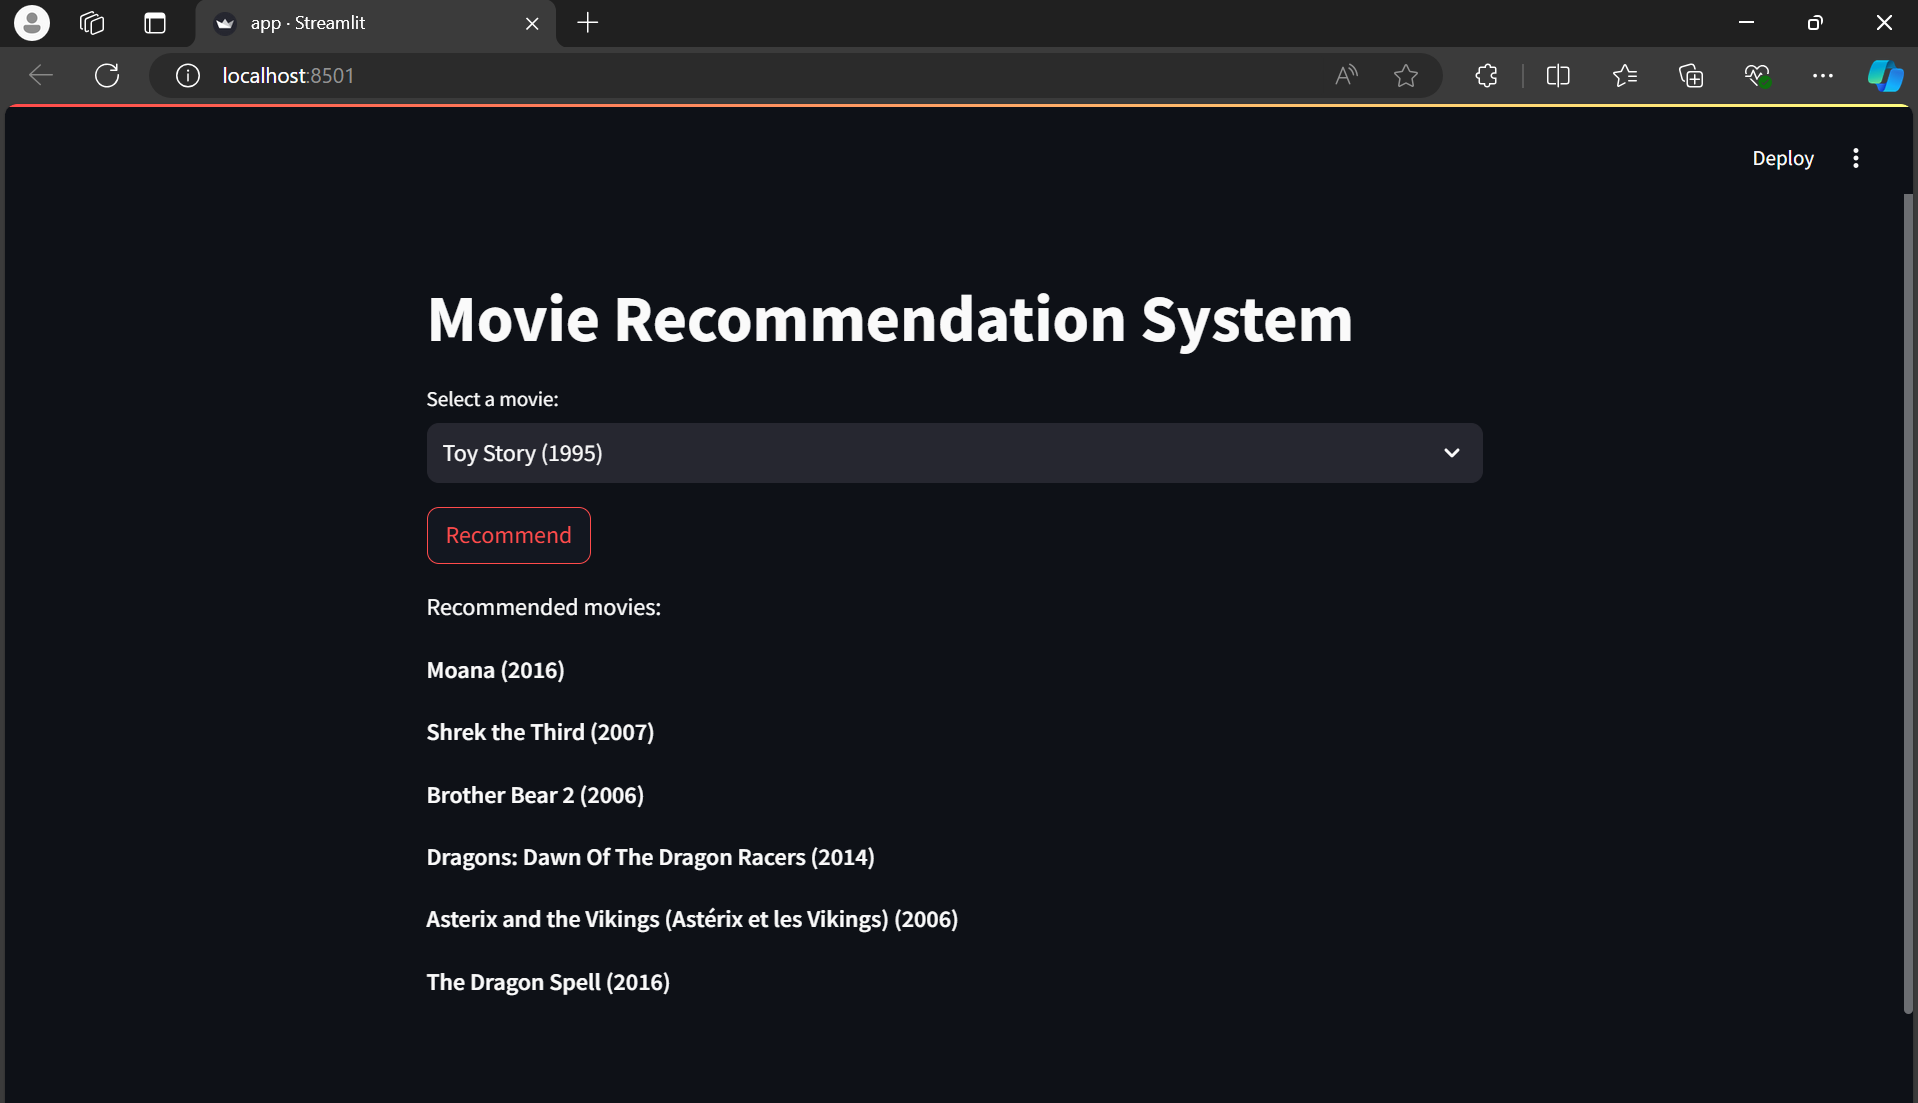 app · Streamlit
localhost:8501
Deploy
Movie Recommendation System
Select a movie:
Toy Story (1995)
Recommend
Recommended movies:
Moana (2016)
Shrek the Third (2007)
Brother Bear 2 (2006)
Dragons: Dawn Of The Dragon Racers (2014)
Asterix and the Vikings (Astérix et les Vikings) (2006)
The Dragon Spell (2016)